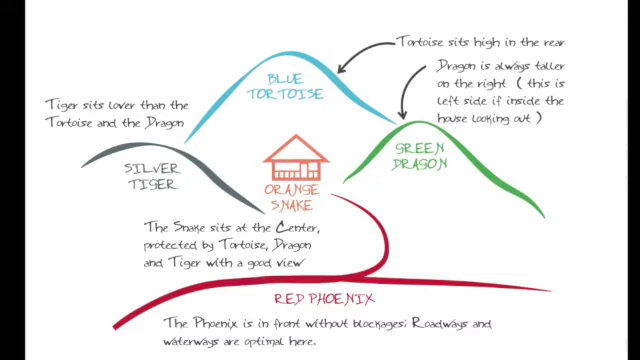 Tortoise sits high in the rear
BLUE
TORTOISE
Dragon is always taller
on the right ( this is
left side if inside the
house looking out )
Tiger sits lover than the
Tortoise and the Dragon
GREEN
DRAGON
SILVER
TIGER
ORANGE
SNAKE
The Snake sits at the Center,
protected by Tortoise, Dragon
and Tiger with a good view
RED PHOENIX
The Phoenix is in front without blockages; Roadways and
waterways are optimal here.